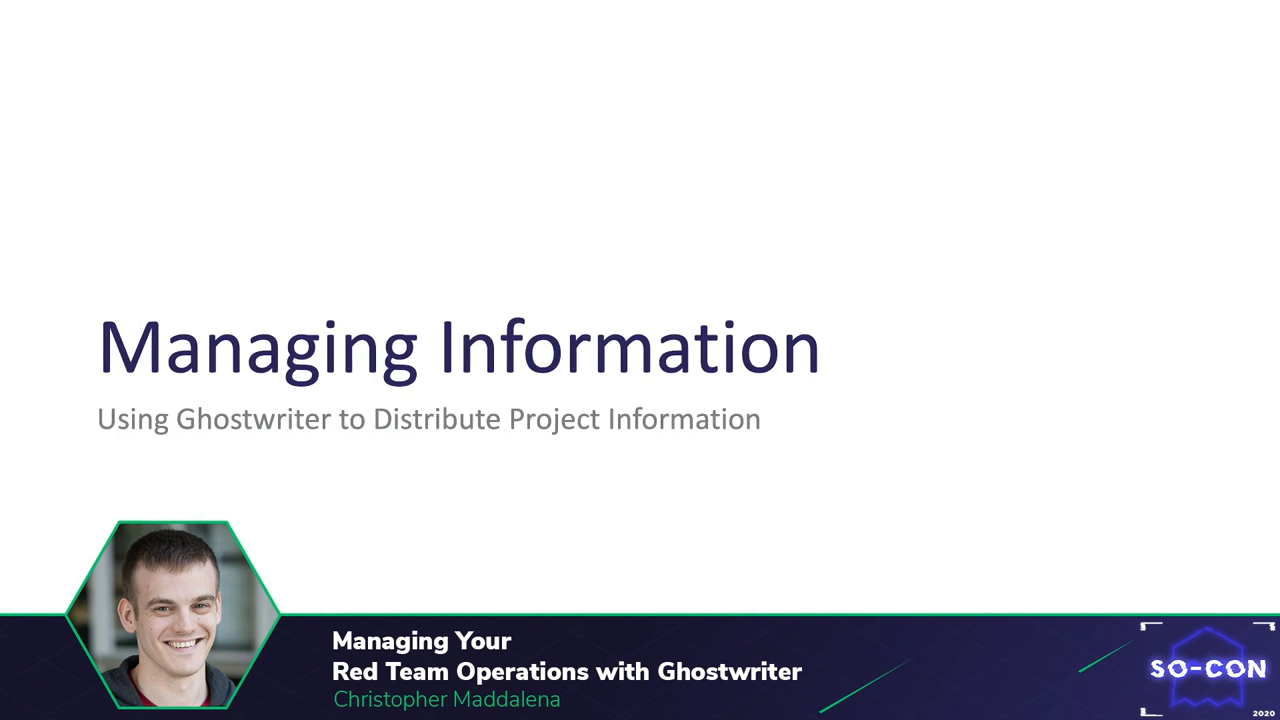 Managing Information
Using Ghostwriter to Distribute Project Information
Managing Your
Red Team Operations with Ghostwriter
Christopher Maddalena
SO-CON
2020